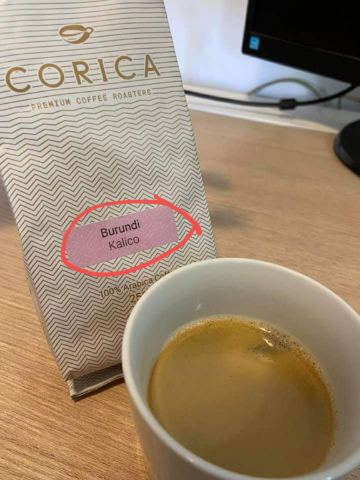 CORICA
PREMIUM COFFEE ROASTERS
Burundi
Kalico
100% Arabica